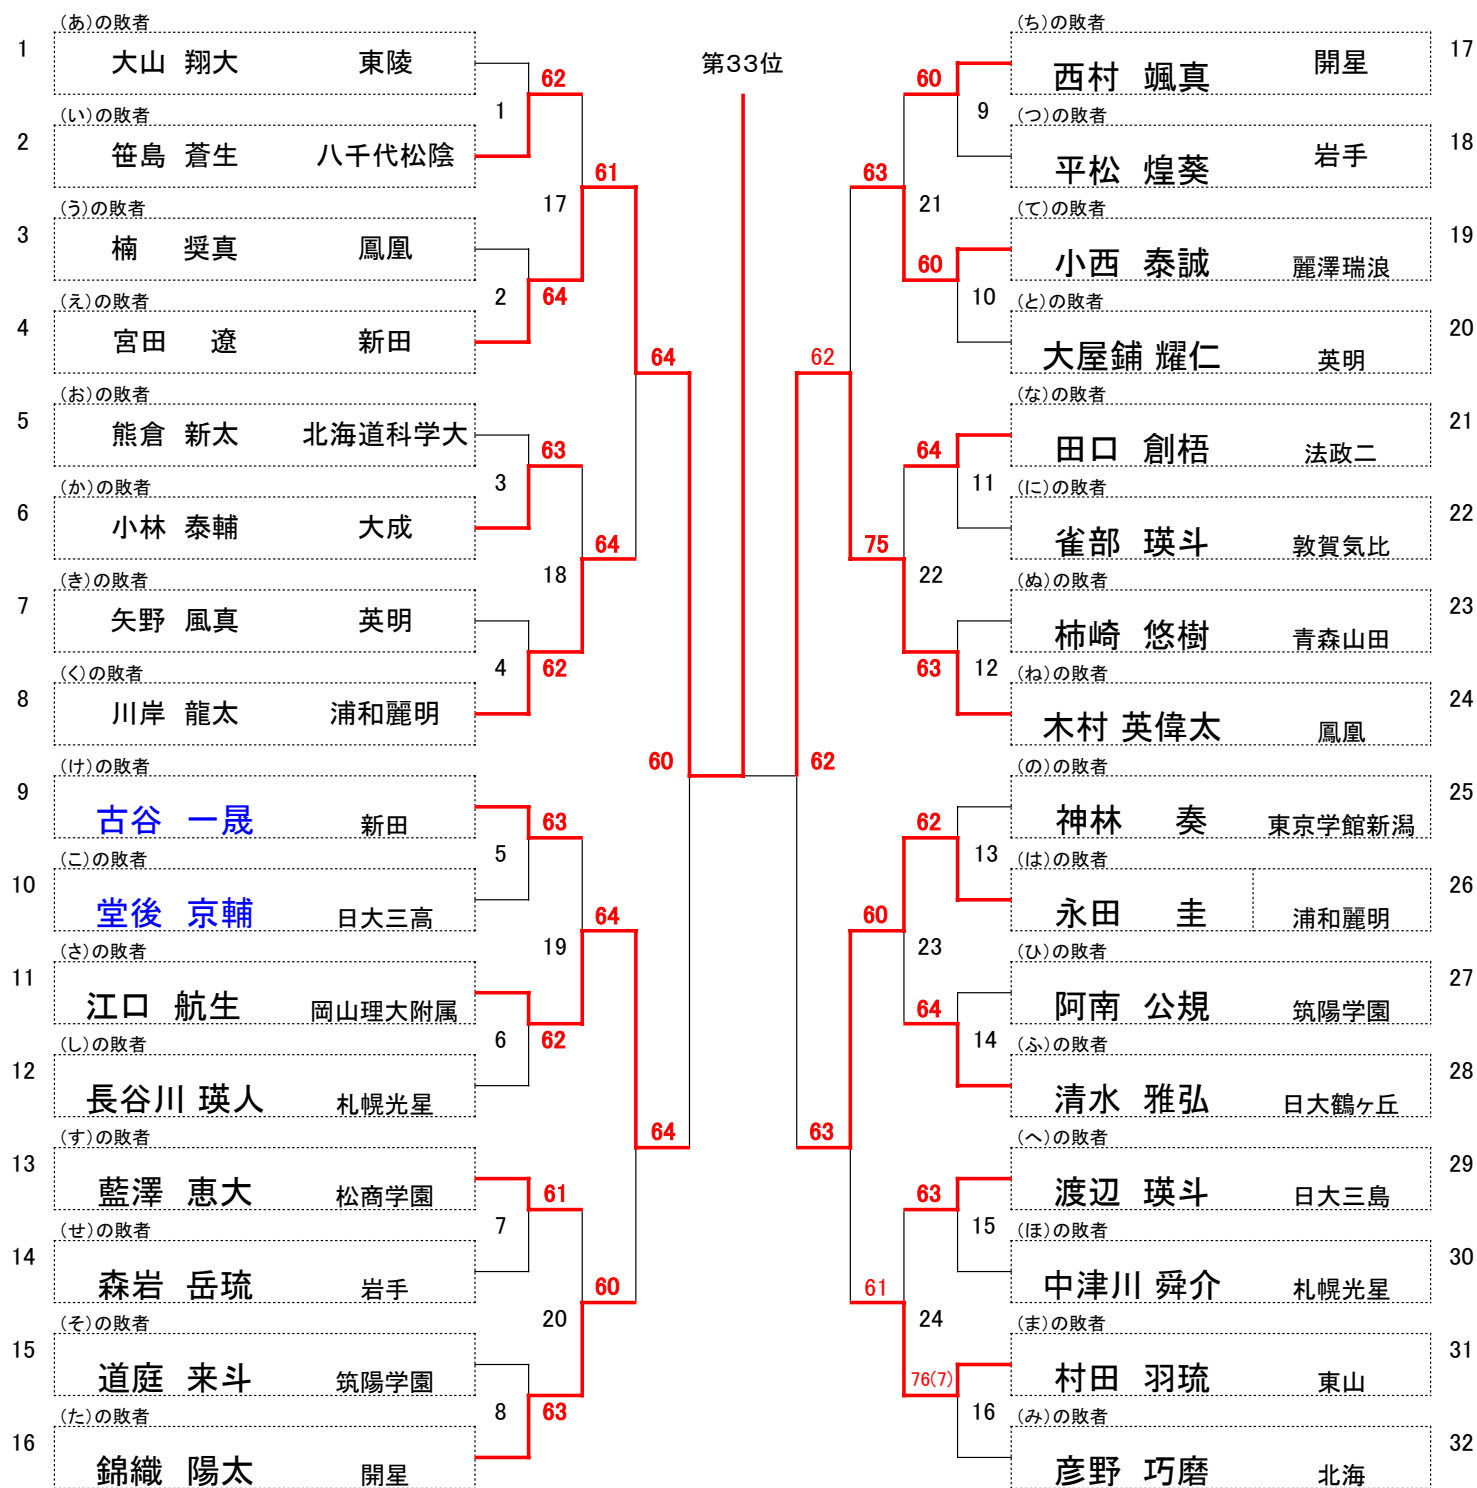 第33位
(あ)の敗者
1 大山 翔大 東陵
(い)の敗者
2 笹島 蒼生 八千代松陰
(う)の敗者
3 楠 奨真 鳳凰
(え)の敗者
4 宮田 遼 新田
(お)の敗者
5 熊倉 新太 北海道科学大
(か)の敗者
6 小林 泰輔 大成
(き)の敗者
7 矢野 風真 英明
(く)の敗者
8 川岸 龍太 浦和麗明
(け)の敗者
9 古谷 一晟 新田
(こ)の敗者
10 堂後 京輔 日大三高
(さ)の敗者
11 江口 航生 岡山理大附属
(し)の敗者
12 長谷川 瑛人 札幌光星
(す)の敗者
13 藍澤 恵大 松商学園
(せ)の敗者
14 森岩 岳琉 岩手
(そ)の敗者
15 道庭 来斗 筑陽学園
(た)の敗者
16 錦織 陽太 開星
1 62
2 64
3 63
4 62
5 63
6 62
7 61
8 63
17 61
18 64
19 64
20 60
64
64
60
(ち)の敗者
西村 颯真 開星 17
(つ)の敗者
平松 煌葵 岩手 18
(て)の敗者
小西 泰誠 麗澤瑞浪 19
(と)の敗者
大屋鋪 耀仁 英明 20
(な)の敗者
田口 創梧 法政二 21
(に)の敗者
雀部 瑛斗 敦賀気比 22
(ぬ)の敗者
柿崎 悠樹 青森山田 23
(ね)の敗者
木村 英偉太 鳳凰 24
(の)の敗者
神林 奏 東京学館新潟 25
(は)の敗者
永田 圭 浦和麗明 26
(ひ)の敗者
阿南 公規 筑陽学園 27
(ふ)の敗者
清水 雅弘 日大鶴ヶ丘 28
(へ)の敗者
渡辺 瑛斗 日大三島 29
(ほ)の敗者
中津川 舜介 札幌光星 30
(ま)の敗者
村田 羽琉 東山 31
(み)の敗者
彦野 巧磨 北海 32
60 9
60 10
64 11
63 12
62 13
64 14
63 15
76(7) 16
63 21
75 22
60 23
61 24
62
63
62